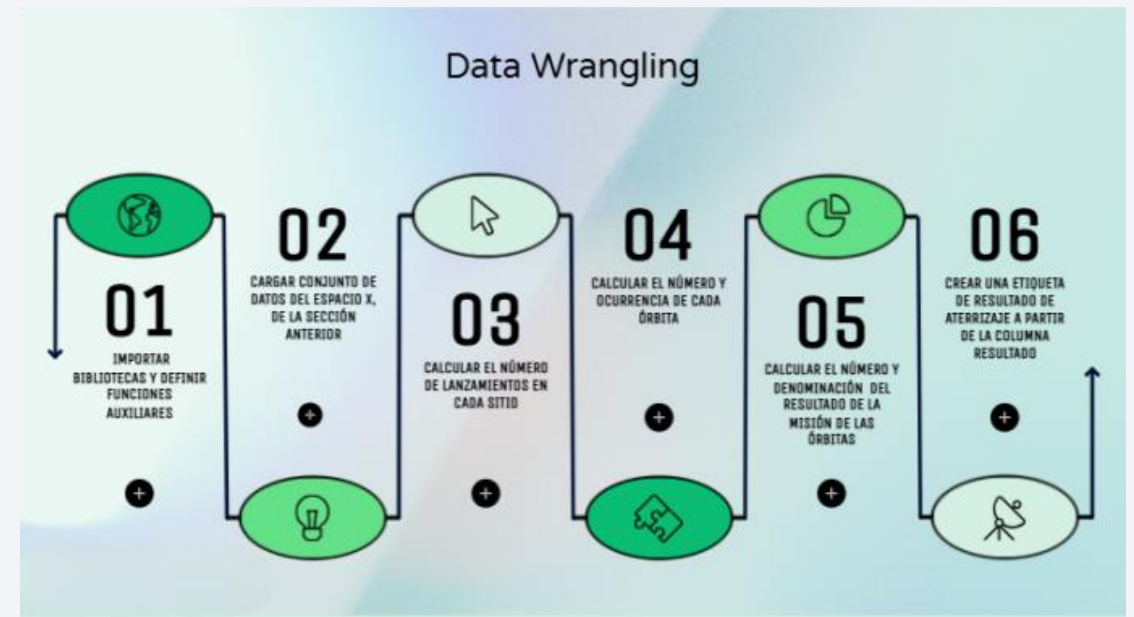 Data Wrangling
01
IMPORTAR
BIBLIOTECAS Y DEFINIR
FUNCIONES
AUXILIARES
02
CARGAR CONJUNTO DE
DATOS DEL ESPACIO X,
DE LA SECCIÓN
ANTERIOR
03
CALCULAR EL NÚMERO
DE LANZAMIENTOS EN
CADA SITIO
04
CALCULAR EL NÚMERO Y
OCURRENCIA DE CADA
ÓRBITA
05
CALCULAR EL NÚMERO Y
DENOMINACIÓN DEL
RESULTADO DE LA
MISIÓN DE LAS
ÓRBITAS
06
CREAR UNA ETIQUETA
DE RESULTADO DE
ATERRIZAJE A PARTIR
DE LA COLUMNA
RESULTADO